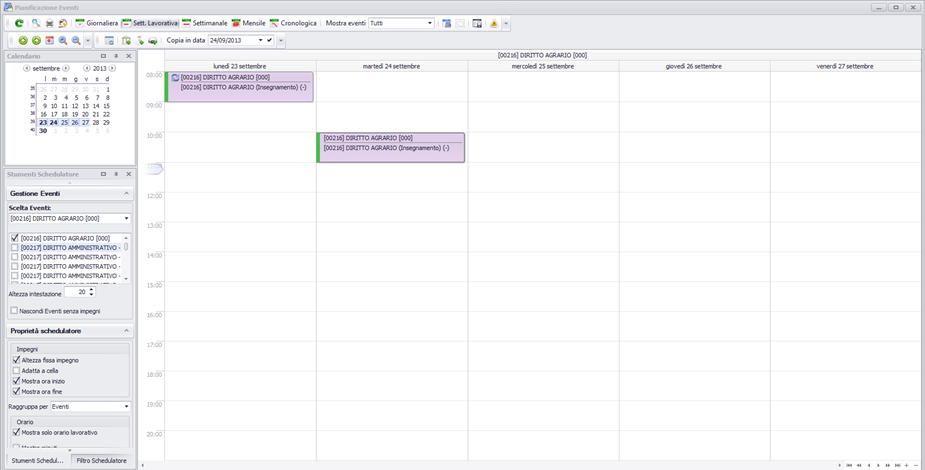 Pianificazione Eventi
Giornaliera Sett. Lavorativa Settimanale Mensile Cronologica Mostra eventi Tutti
Copia in data 24/09/2013
Calendario
settembre 2013
l m m g v s d
35 26 27 28 29 30 31 1
36 2 3 4 5 6 7 8
37 9 10 11 12 13 14 15
38 16 17 18 19 20 21 22
39 23 24 25 26 27 28 29
40 30 1 2 3 4 5 6
Stumenti Schedulatore
Gestione Eventi
Scelta Eventi:
[00216] DIRITTO AGRARIO [000]
[00216] DIRITTO AGRARIO [000]
[00217] DIRITTO AMMINISTRATIVO -
[00217] DIRITTO AMMINISTRATIVO -
[00217] DIRITTO AMMINISTRATIVO -
[00217] DIRITTO AMMINISTRATIVO -
Altezza intestazione 20
Nascondi Eventi senza impegni
Proprietà schedulatore
Impegni
Altezza fissa impegno
Adatta a cella
Mostra ora inizio
Mostra ora fine
Raggruppa per Eventi
Orario
Mostra solo orario lavorativo
Stumenti Schedul... Filtro Schedulatore
[00216] DIRITTO AGRARIO [000]
lunedì 23 settembre martedì 24 settembre mercoledì 25 settembre giovedì 26 settembre venerdì 27 settembre
08:00
[00216] DIRITTO AGRARIO [000]
[00216] DIRITTO AGRARIO (Insegnamento) (-)
09:00
10:00
[00216] DIRITTO AGRARIO [000]
[00216] DIRITTO AGRARIO (Insegnamento) (-)
12:00
13:00
14:00
15:00
16:00
17:00
18:00
19:00
20:00